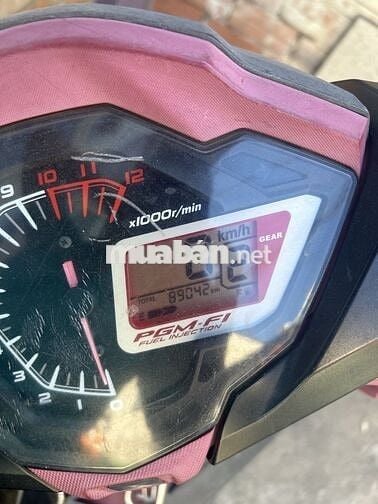 9 10 11 12
x1000r/min
km/h
GEAR
muaban.net
TOTAL 89042 km
PGM-FI
FUEL INJECTION
3 2 1 0